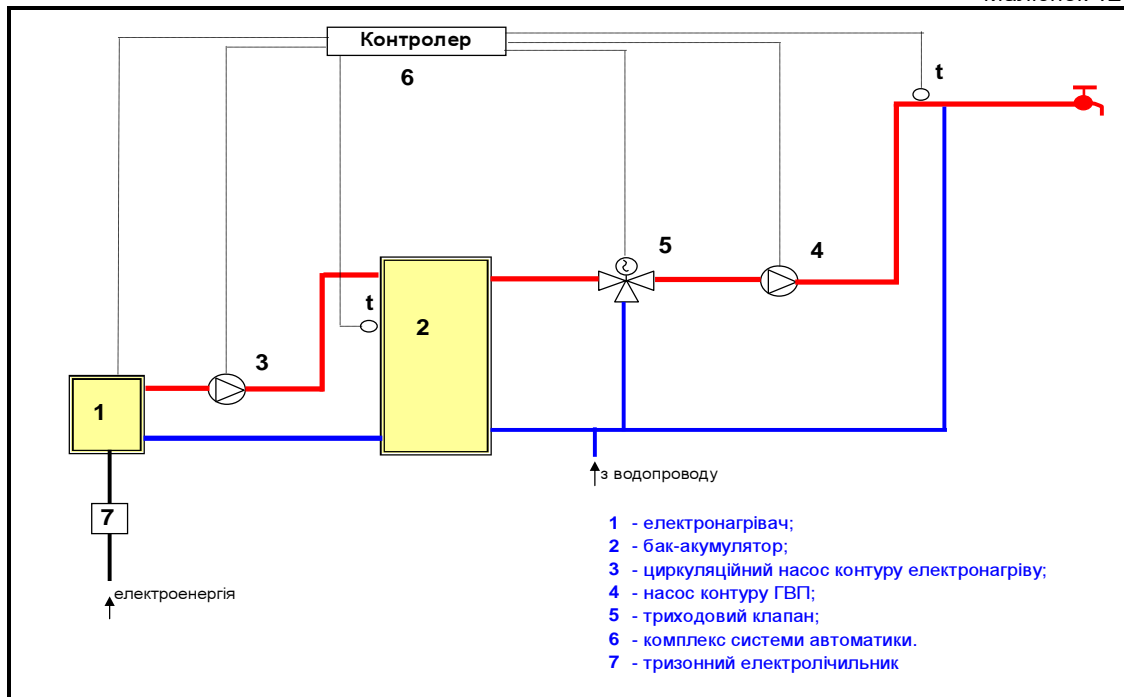 Контролер
6
t
5
4
t
2
3
1
з водопроводу
7
електроенергія
1 - електронагрівач;
2 - бак-акумулятор;
3 - циркуляційний насос контуру електронагріву;
4 - насос контуру ГВП;
5 - триходовий клапан;
6 - комплекс системи автоматики.
7 - тризонний електролічильник